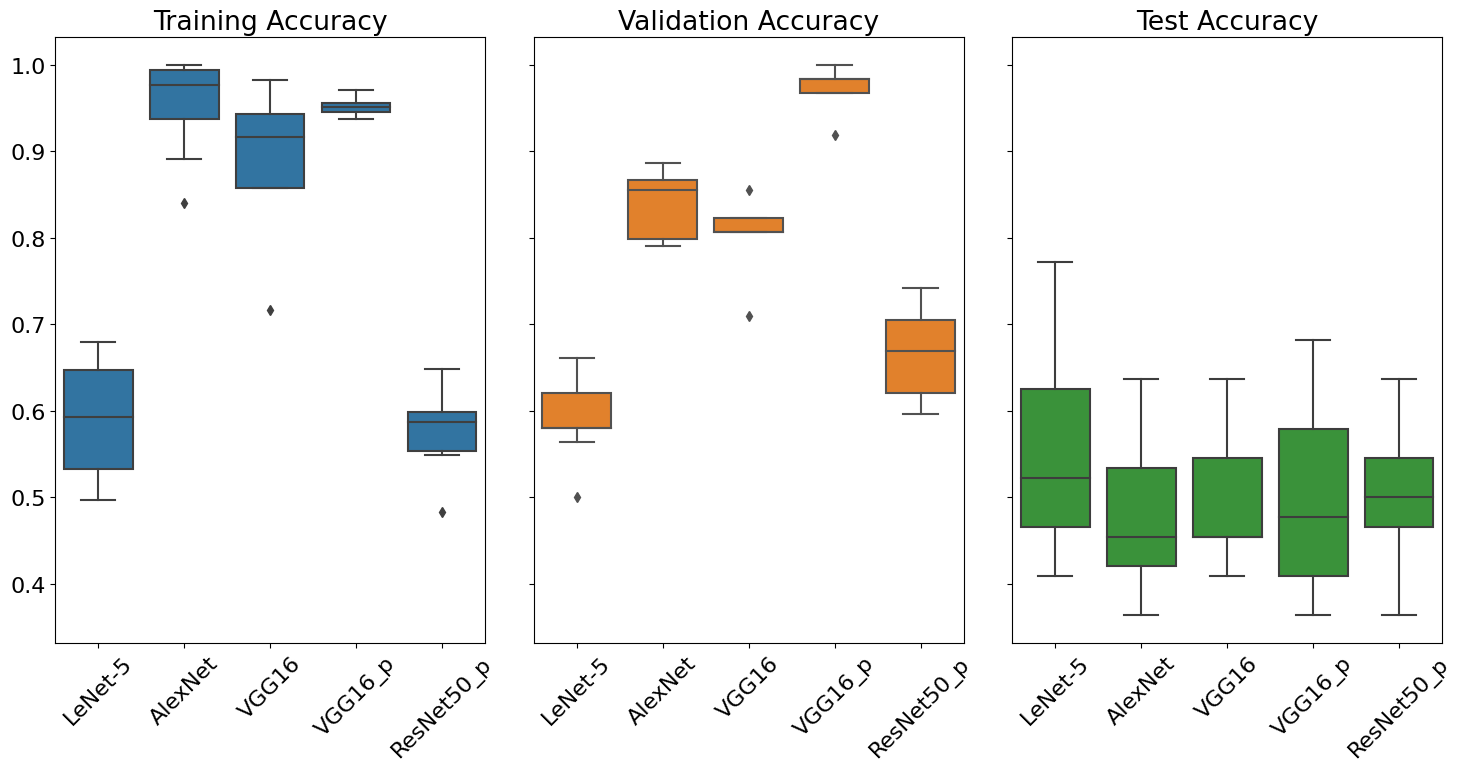 Training Accuracy
Validation Accuracy
Test Accuracy
1.0
0.9
0.8
0.7
0.6
0.5
0.4
LeNet-5
AlexNet
VGG16
VGG16_p
ResNet50_p
LeNet-5
AlexNet
VGG16
VGG16_p
ResNet50_p
LeNet-5
AlexNet
VGG16
VGG16_p
ResNet50_p